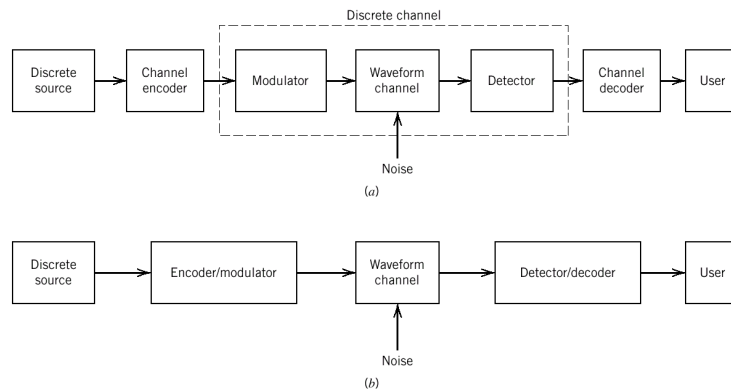 Discrete channel
Discrete
source
Channel
encoder
Modulator
Waveform
channel
Detector
Channel
decoder
User
Noise
(a)
Discrete
source
Encoder/modulator
Waveform
channel
Detector/decoder
User
Noise
(b)